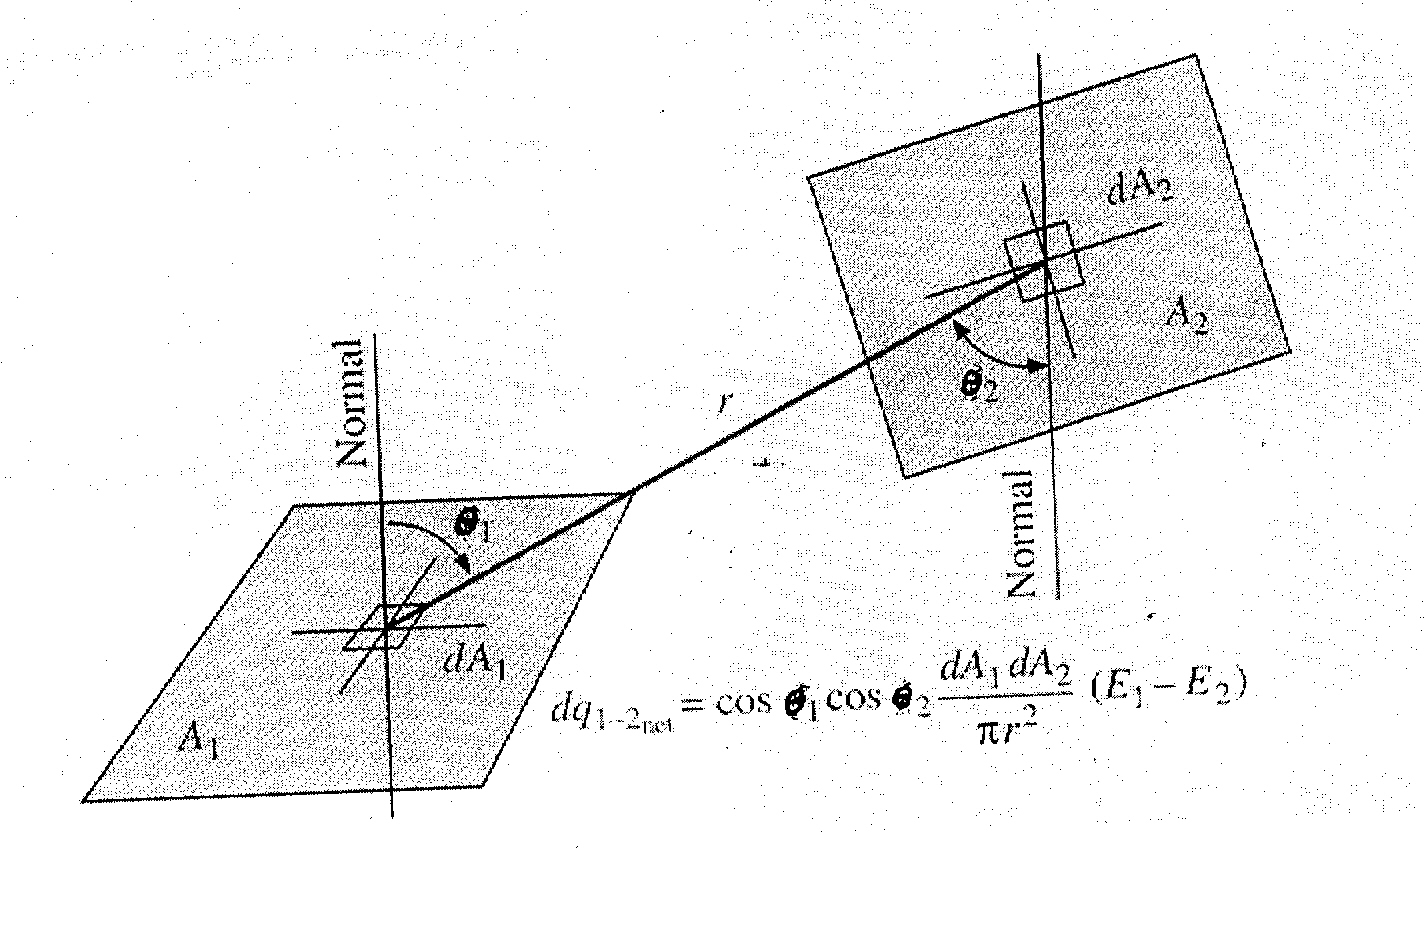 dA₂
A₂
Normal
r
θ₂
Normal
θ₁
dA₁
A₁
dq₁₋₂ₙₑₜ = cos θ₁ cos θ₂ dA₁ dA₂ / πr² (E₁ − E₂)